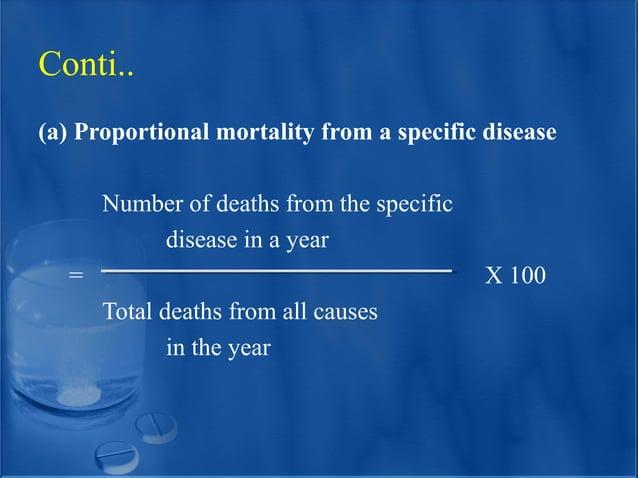 Conti..
(a) Proportional mortality from a specific disease
Number of deaths from the specific
disease in a year
= X 100
Total deaths from all causes
in the year